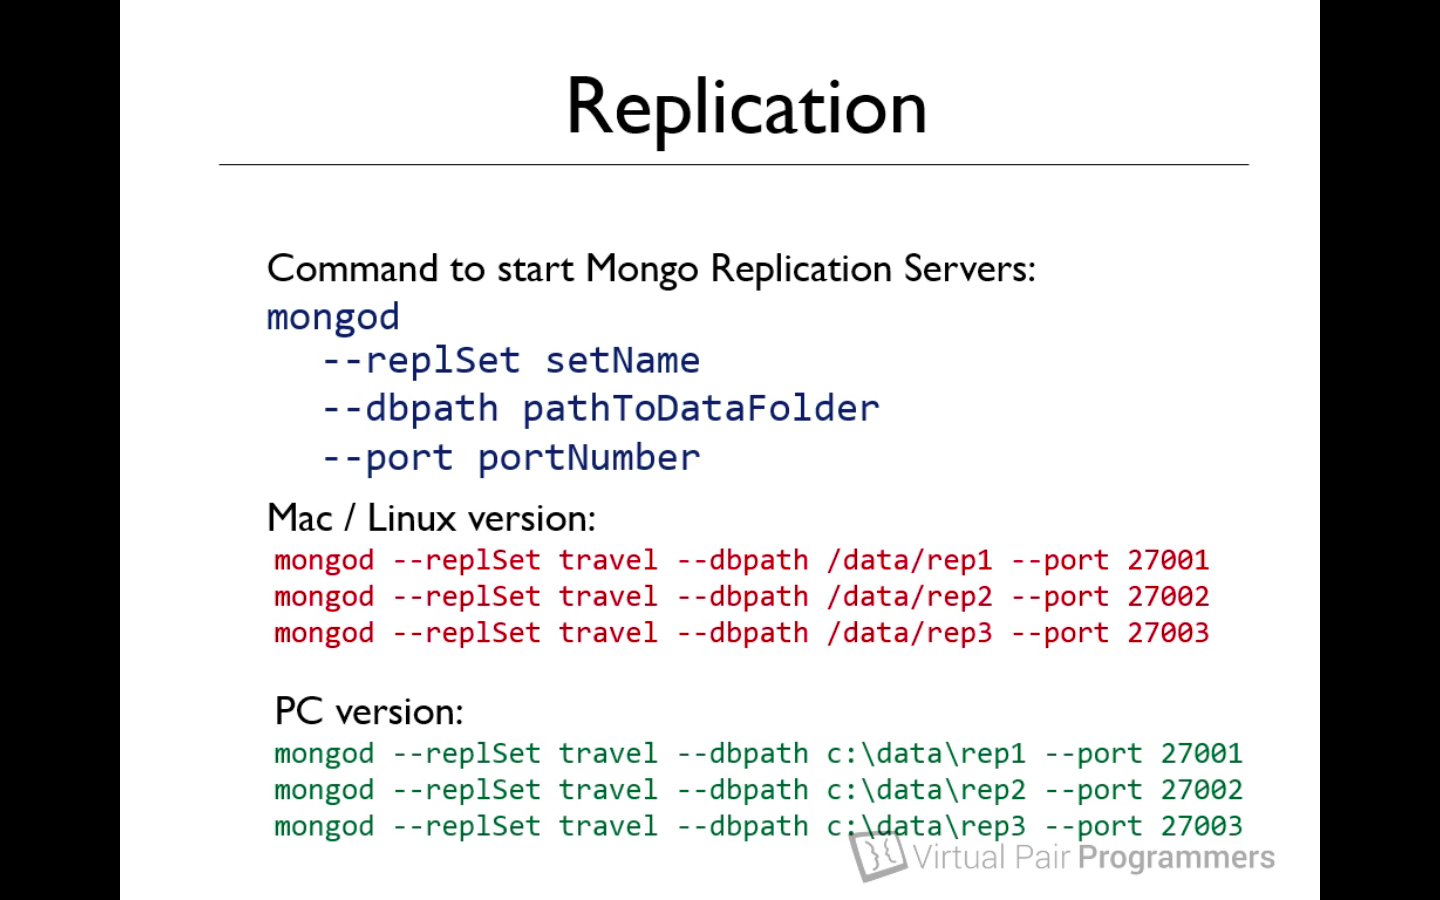 Replication
Command to start Mongo Replication Servers:
mongod
--replSet setName
--dbpath pathToDataFolder
--port portNumber
Mac / Linux version:
mongod --replSet travel --dbpath /data/rep1 --port 27001
mongod --replSet travel --dbpath /data/rep2 --port 27002
mongod --replSet travel --dbpath /data/rep3 --port 27003
PC version:
mongod --replSet travel --dbpath c:\data\rep1 --port 27001
mongod --replSet travel --dbpath c:\data\rep2 --port 27002
mongod --replSet travel --dbpath c:\data\rep3 --port 27003
Virtual Pair Programmers